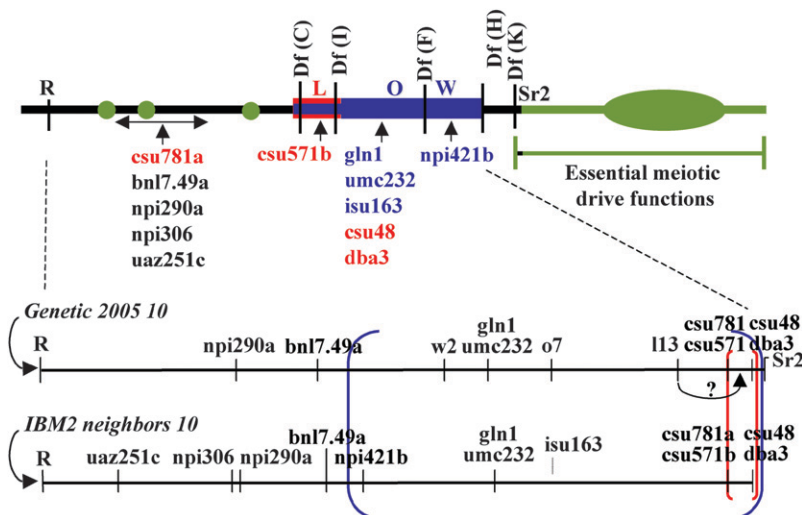 Df (C)
Df (I)
Df (F)
Df (H)
Df (K)
R
L
O
W
Sr2
csu781a
bnl7.49a
npi290a
npi306
uaz251c
csu571b
gln1
umc232
isu163
csu48
dba3
npi421b
Essential meiotic
drive functions
Genetic 2005 10
R
npi290a
bnl7.49a
w2
gln1
umc232
o7
l13
csu781
csu571
csu48
dba3
Sr2
?
IBM2 neighbors 10
R
uaz251c
npi306
npi290a
bnl7.49a
npi421b
gln1
umc232
isu163
csu781a
csu571b
csu48
dba3